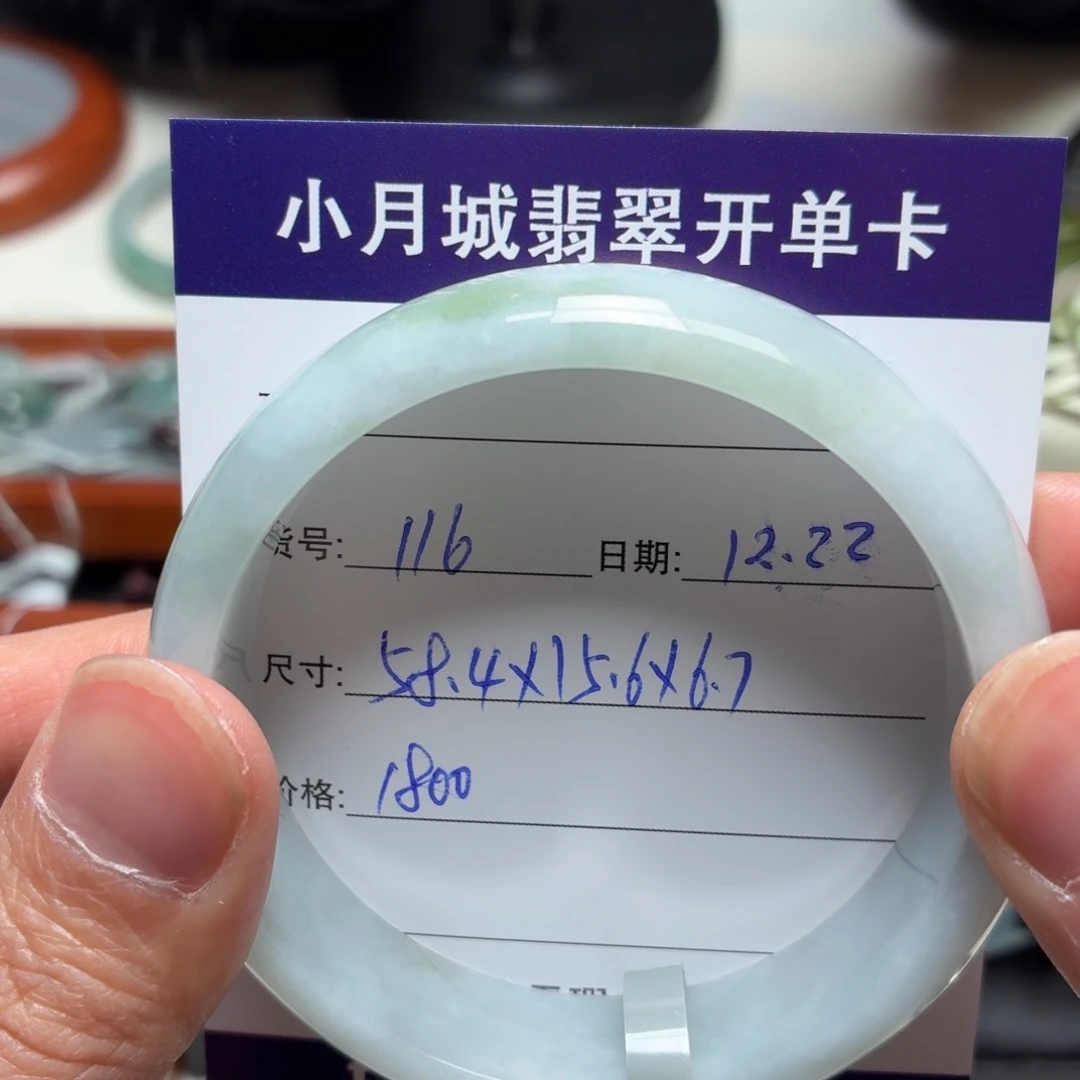 小月城翡翠开单卡
货号: 116 日期: 12.22
尺寸: 58.4X15.6X6.7
价格: 1800